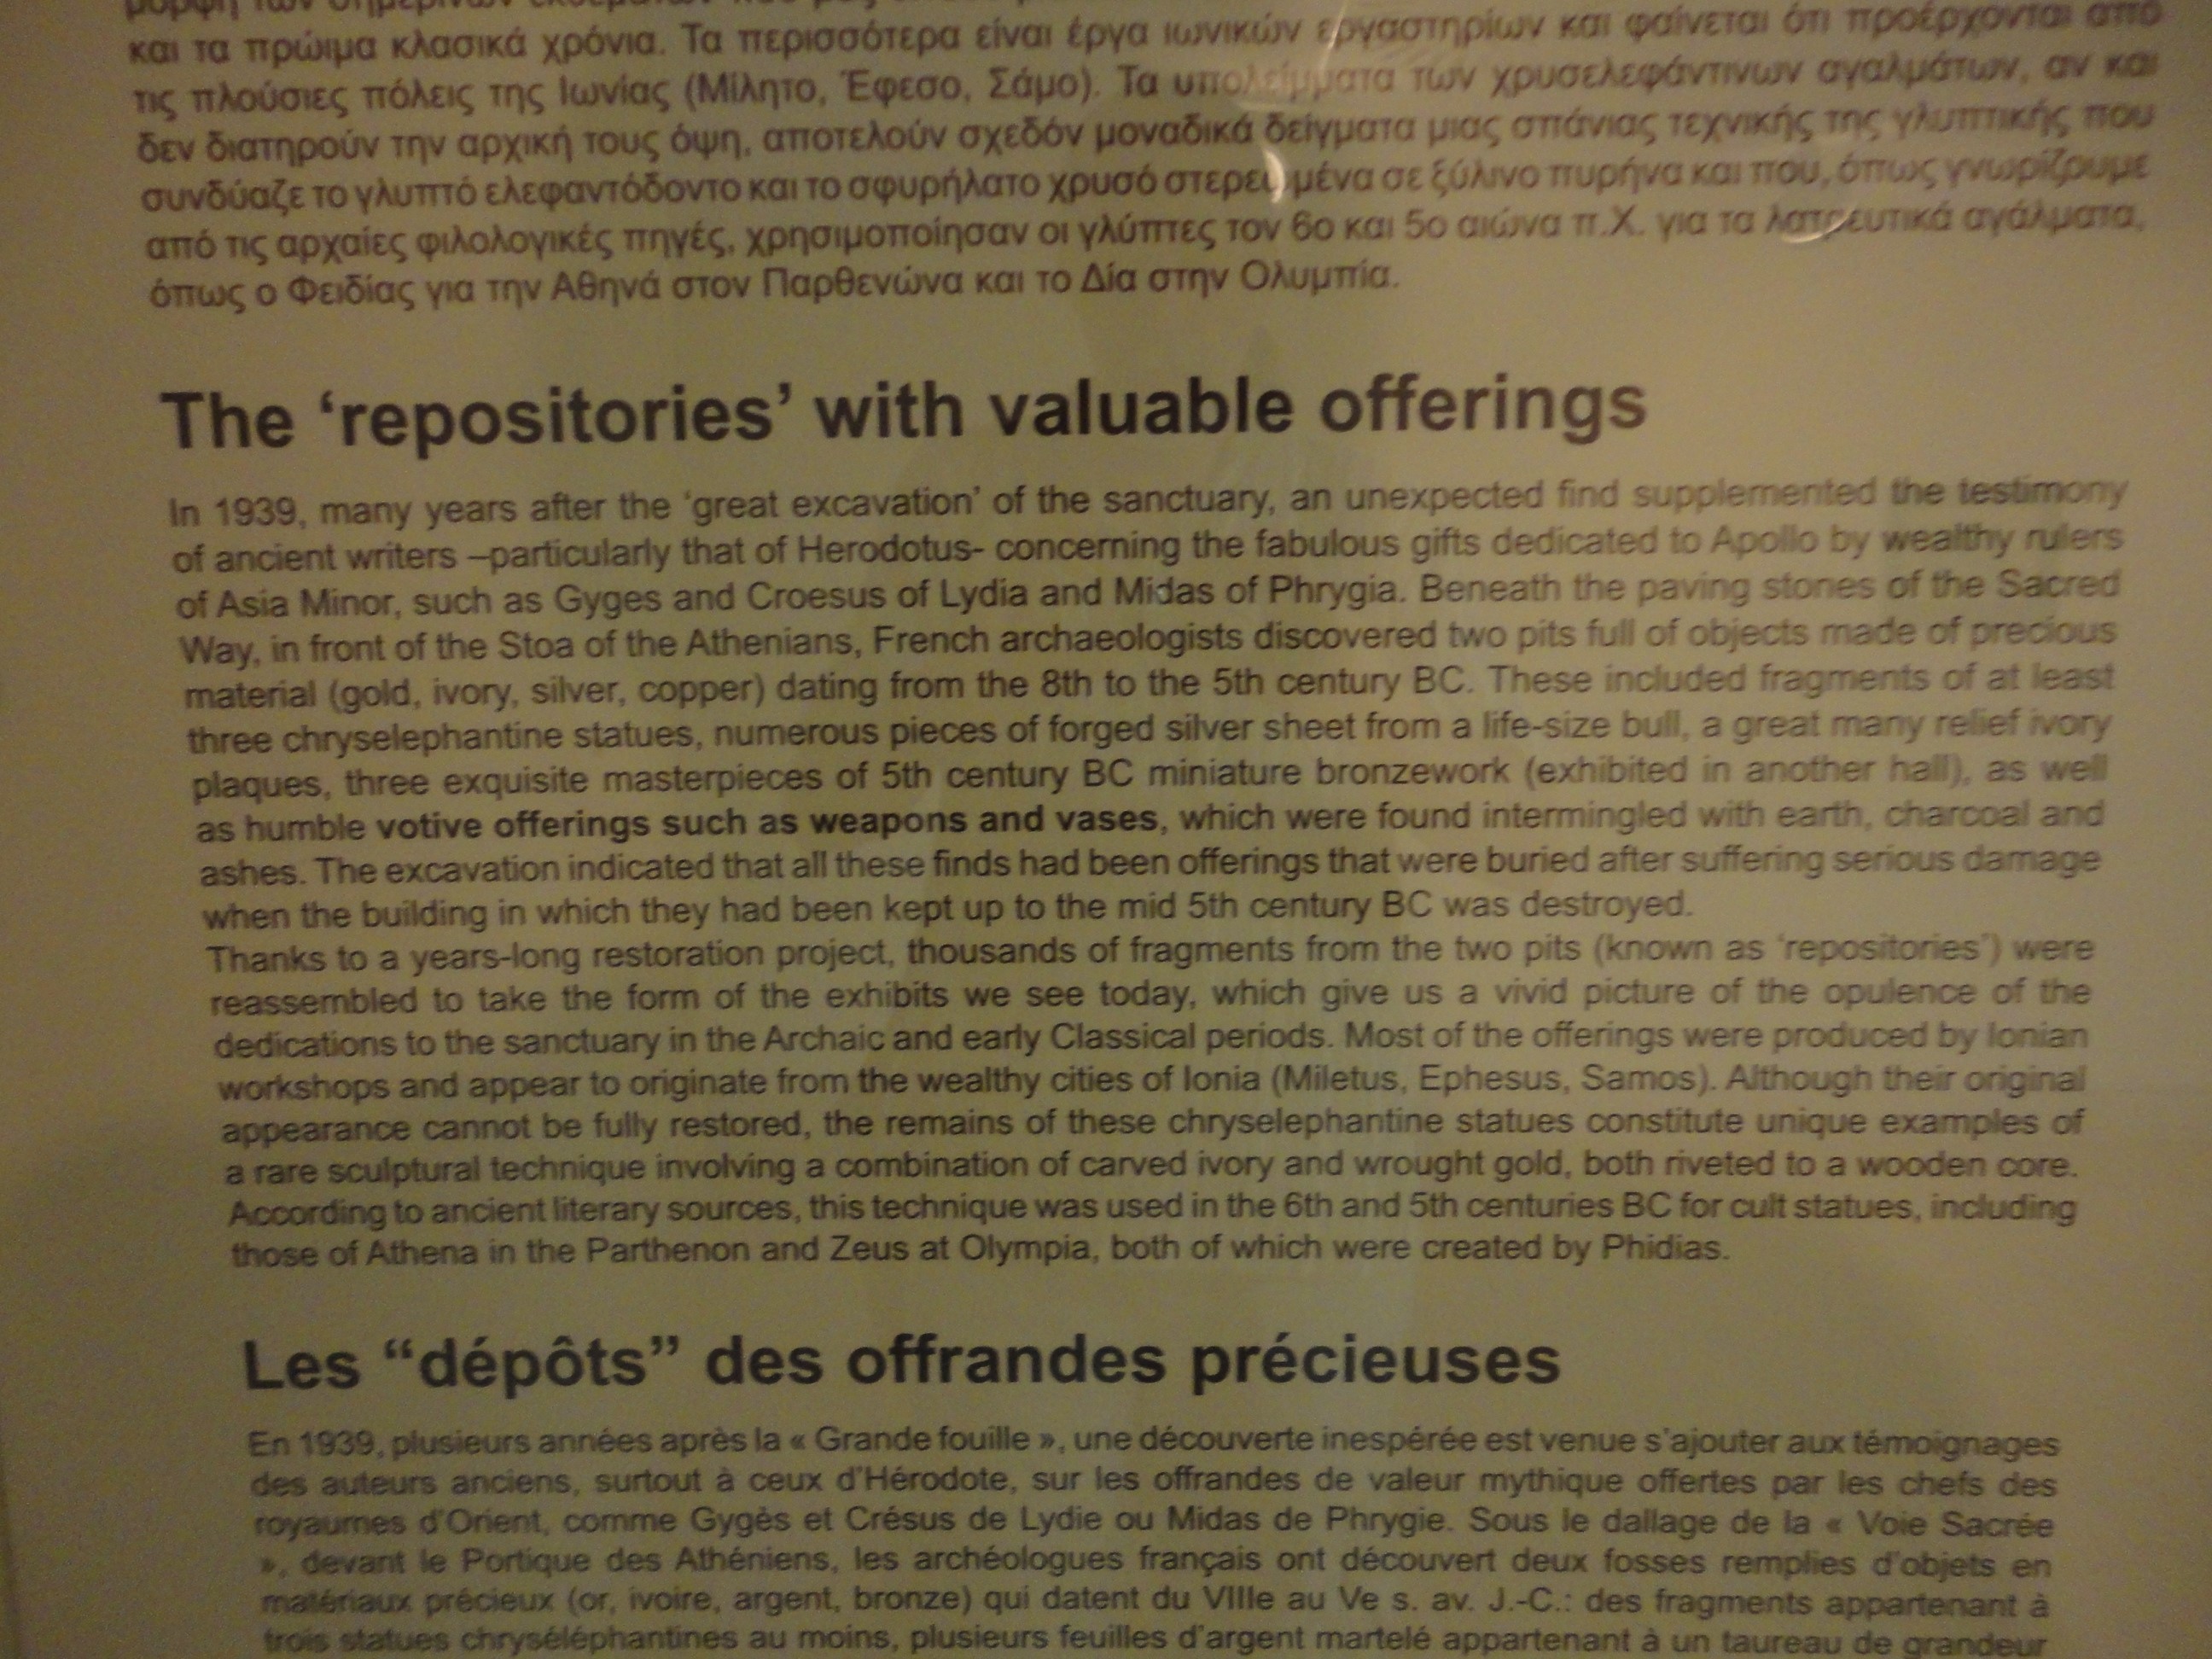 και τα πρώιμα κλασικά χρόνια. Τα περισσότερα είναι έργα ιωνικών εργαστηρίων και φαίνεται ότι προέρχονται από
τις πλούσιες πόλεις της Ιωνίας (Μίλητο, Έφεσο, Σάμο). Τα υπολείμματα των χρυσελεφάντινων αγαλμάτων, αν και
δεν διατηρούν την αρχική τους όψη, αποτελούν σχεδόν μοναδικά δείγματα μιας σπάνιας τεχνικής της γλυπτικής που
συνδύαζε το γλυπτό ελεφαντόδοντο και το σφυρήλατο χρυσό στερεωμένα σε ξύλινο πυρήνα και που, όπως γνωρίζουμε
από τις αρχαίες φιλολογικές πηγές, χρησιμοποίησαν οι γλύπτες τον 6ο και 5ο αιώνα π.Χ. για τα λατρευτικά αγάλματα,
όπως ο Φειδίας για την Αθηνά στον Παρθενώνα και το Δία στην Ολυμπία.
The ‘repositories’ with valuable offerings
In 1939, many years after the ‘great excavation’ of the sanctuary, an unexpected find supplemented the testimony
of ancient writers –particularly that of Herodotus- concerning the fabulous gifts dedicated to Apollo by wealthy rulers
of Asia Minor, such as Gyges and Croesus of Lydia and Midas of Phrygia. Beneath the paving stones of the Sacred
Way, in front of the Stoa of the Athenians, French archaeologists discovered two pits full of objects made of precious
material (gold, ivory, silver, copper) dating from the 8th to the 5th century BC. These included fragments of at least
three chryselephantine statues, numerous pieces of forged silver sheet from a life-size bull, a great many relief ivory
plaques, three exquisite masterpieces of 5th century BC miniature bronzework (exhibited in another hall), as well
as humble votive offerings such as weapons and vases, which were found intermingled with earth, charcoal and
ashes. The excavation indicated that all these finds had been offerings that were buried after suffering serious damage
when the building in which they had been kept up to the mid 5th century BC was destroyed.
Thanks to a years-long restoration project, thousands of fragments from the two pits (known as ‘repositories’) were
reassembled to take the form of the exhibits we see today, which give us a vivid picture of the opulence of the
dedications to the sanctuary in the Archaic and early Classical periods. Most of the offerings were produced by Ionian
workshops and appear to originate from the wealthy cities of Ionia (Miletus, Ephesus, Samos). Although their original
appearance cannot be fully restored, the remains of these chryselephantine statues constitute unique examples of
a rare sculptural technique involving a combination of carved ivory and wrought gold, both riveted to a wooden core.
According to ancient literary sources, this technique was used in the 6th and 5th centuries BC for cult statues, including
those of Athena in the Parthenon and Zeus at Olympia, both of which were created by Phidias.
Les “dépôts” des offrandes précieuses
En 1939, plusieurs années après la « Grande fouille », une découverte inespérée est venue s’ajouter aux témoignages
des auteurs anciens, surtout à ceux d’Hérodote, sur les offrandes de valeur mythique offertes par les chefs des
royaumes d’Orient, comme Gygès et Crésus de Lydie ou Midas de Phrygie. Sous le dallage de la « Voie Sacrée
», devant le Portique des Athéniens, les archéologues français ont découvert deux fosses remplies d’objets en
matériaux précieux (or, ivoire, argent, bronze) qui datent du VIIIe au Ve s. av. J.-C.: des fragments appartenant à
trois statues chryséléphantines au moins, plusieurs feuilles d’argent martelé appartenant à un taureau de grandeur